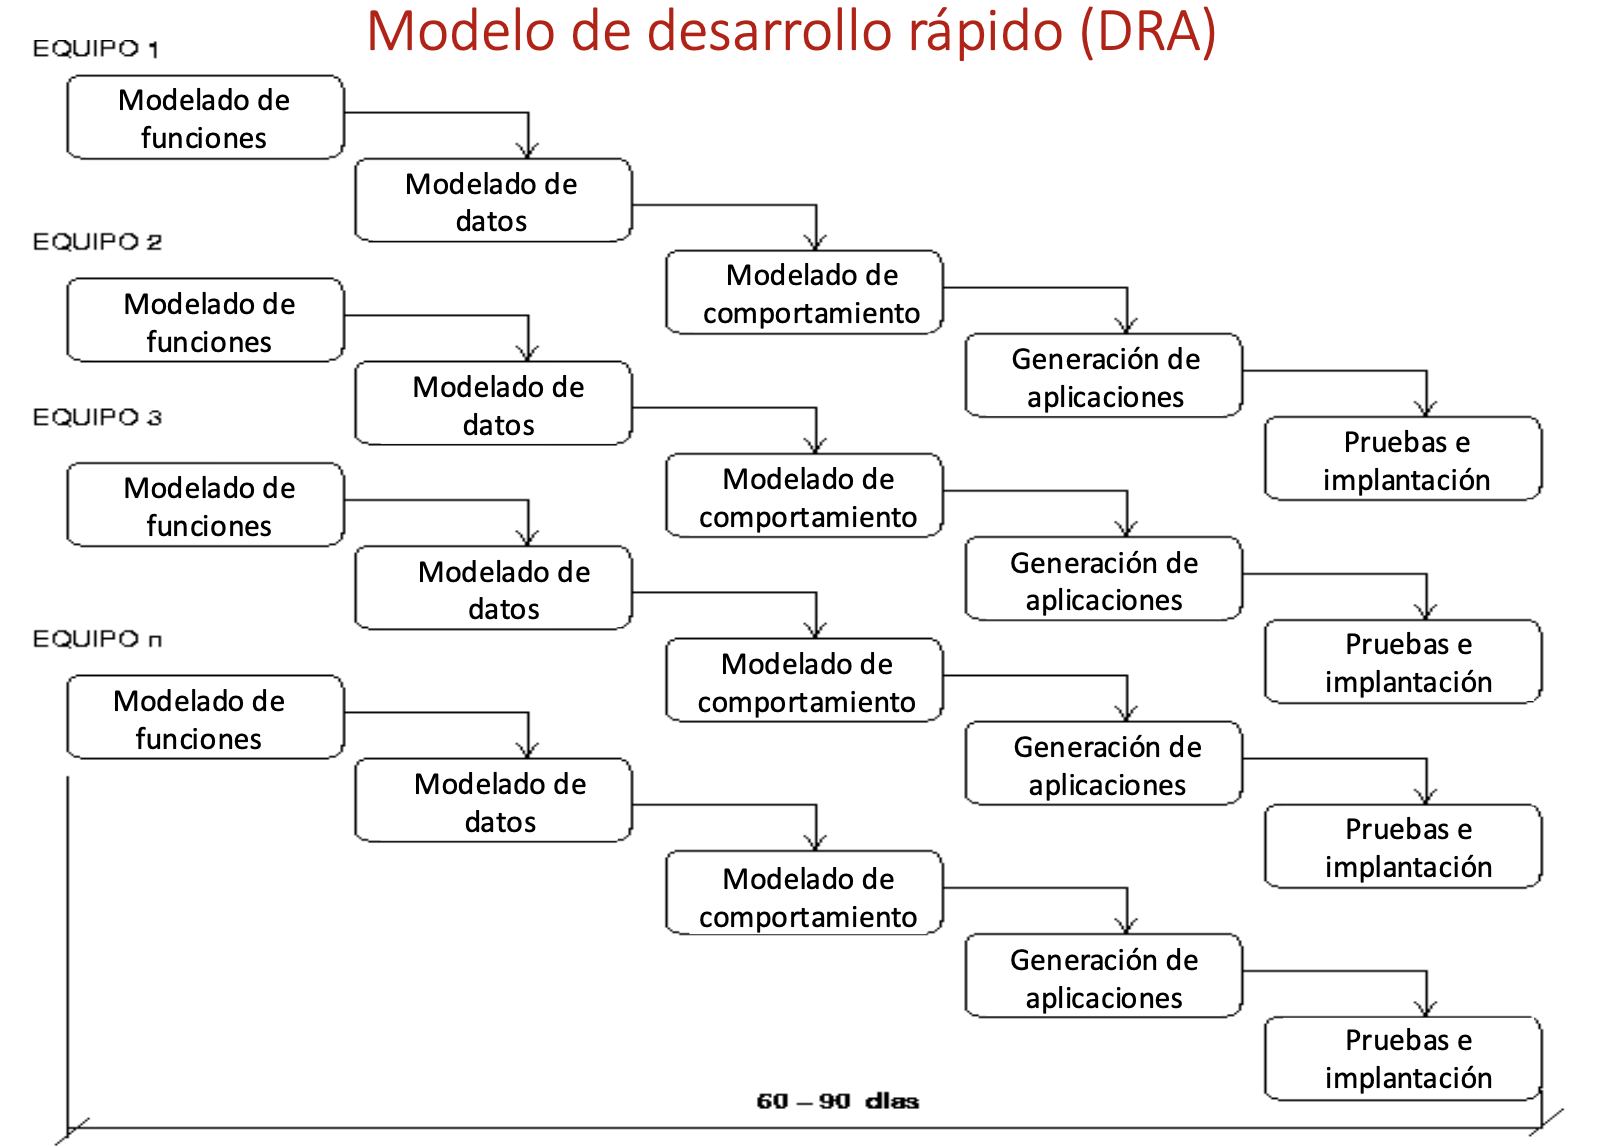 Modelo de desarrollo rápido (DRA)
EQUIPO 1
Modelado de
funciones
Modelado de
datos
Modelado de
comportamiento
Generación de
aplicaciones
Pruebas e
implantación
EQUIPO 2
Modelado de
funciones
Modelado de
datos
Modelado de
comportamiento
Generación de
aplicaciones
Pruebas e
implantación
EQUIPO 3
Modelado de
funciones
Modelado de
datos
Modelado de
comportamiento
Generación de
aplicaciones
Pruebas e
implantación
EQUIPO n
Modelado de
funciones
Modelado de
datos
Modelado de
comportamiento
Generación de
aplicaciones
Pruebas e
implantación
60 – 90 días